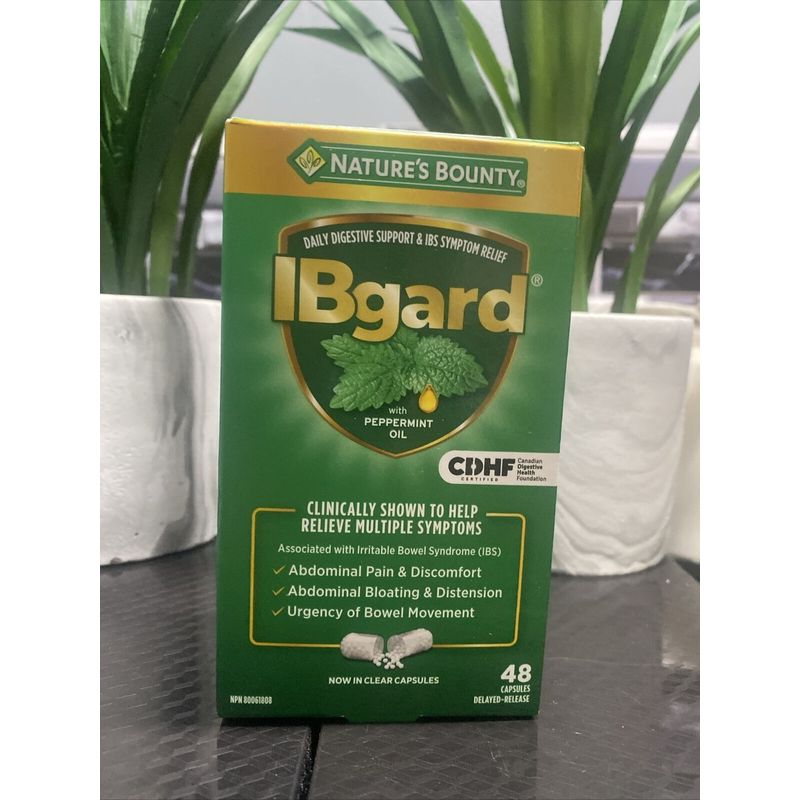 NATURE'S BOUNTY®
DAILY DIGESTIVE SUPPORT & IBS SYMPTOM RELIEF
IBgard®
with
PEPPERMINT
OIL
CDHF
CERTIFIED
Canadian
Digestive
Health
Foundation
CLINICALLY SHOWN TO HELP
RELIEVE MULTIPLE SYMPTOMS
Associated with Irritable Bowel Syndrome (IBS)
✓ Abdominal Pain & Discomfort
✓ Abdominal Bloating & Distension
✓ Urgency of Bowel Movement
NOW IN CLEAR CAPSULES
48
CAPSULES
DELAYED-RELEASE
NPN 80061808